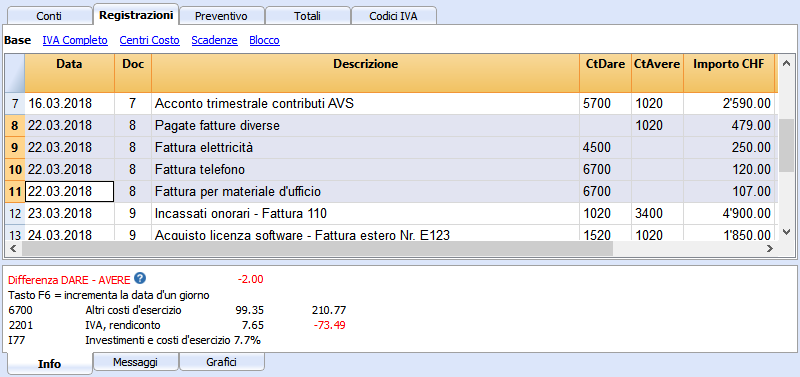 Conti Registrazioni Preventivo Totali Codici IVA
Base IVA Completo Centri Costo Scadenze Blocco
Data Doc Descrizione CtDare CtAvere Importo CHF
7 16.03.2018 7 Acconto trimestrale contributi AVS 5700 1020 2'590.00
8 22.03.2018 8 Pagate fatture diverse 1020 479.00
9 22.03.2018 8 Fattura elettricità 4500 250.00
10 22.03.2018 8 Fattura telefono 6700 120.00
11 22.03.2018 8 Fattura per materiale d'ufficio 6700 107.00
12 23.03.2018 9 Incassati onorari - Fattura 110 1020 3400 4'900.00
13 24.03.2018 9 Acquisto licenza software - Fattura estero Nr. E123 1520 1020 1'850.00
Differenza DARE - AVERE ? -2.00
Tasto F6 = incrementa la data d'un giorno
6700 Altri costi d'esercizio 99.35 210.77
2201 IVA, rendiconto 7.65 -73.49
I77 Investimenti e costi d'esercizio 7.7%
Info Messaggi Grafici